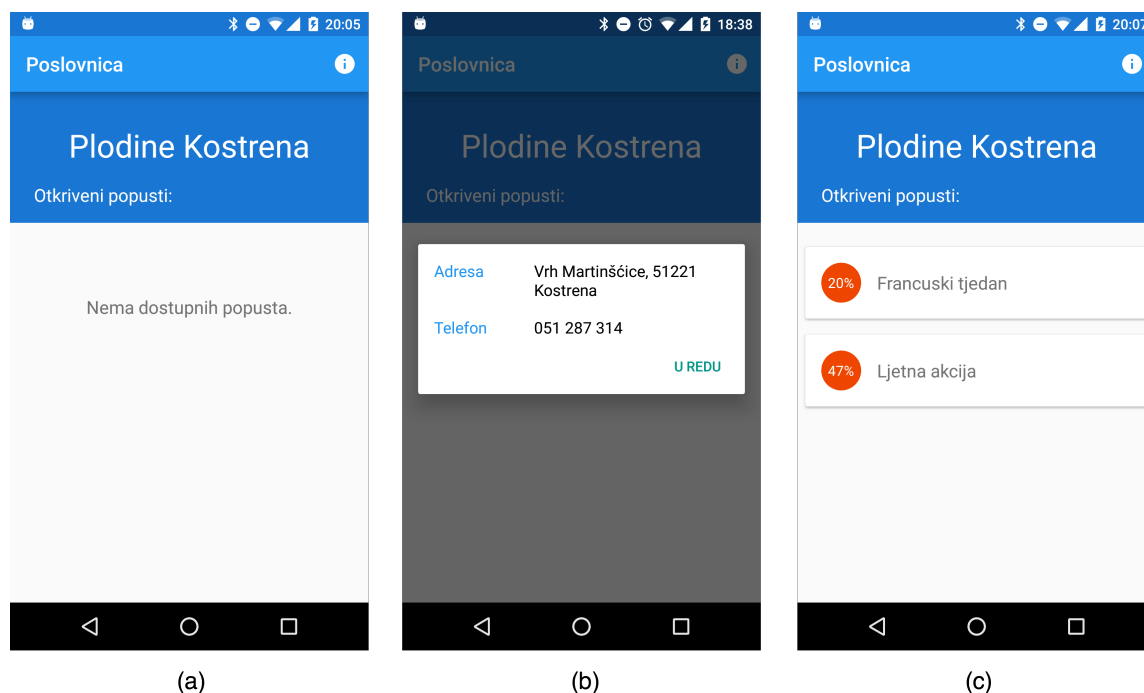 20:05
Poslovnica
Plodine Kostrena
Otkriveni popusti:
Nema dostupnih popusta.
(a)
18:38
Poslovnica
Plodine Kostrena
Otkriveni popusti:
Adresa Vrh Martinšćice, 51221
Kostrena
Telefon 051 287 314
U REDU
(b)
20:07
Poslovnica
Plodine Kostrena
Otkriveni popusti:
20% Francuski tjedan
47% Ljetna akcija
(c)